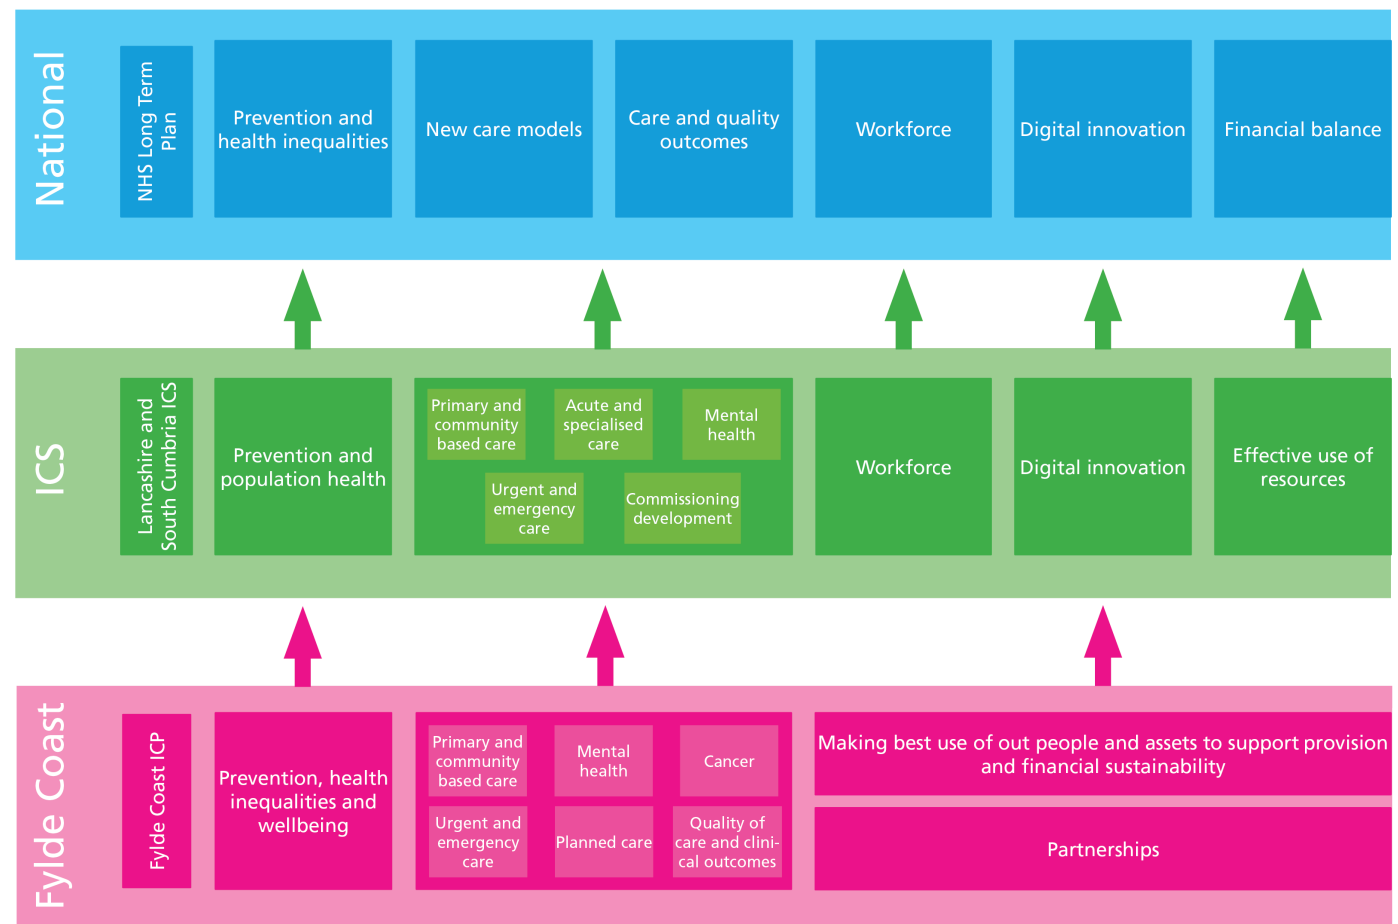 National
NHS Long Term
Plan
Prevention and
health inequalities
New care models
Care and quality
outcomes
Workforce
Digital innovation
Financial balance
ICS
Lancashire and
South Cumbria ICS
Prevention and
population health
Primary and
community
based care
Acute and
specialised
care
Mental
health
Urgent and
emergency
care
Commissioning
development
Workforce
Digital innovation
Effective use of
resources
Fylde Coast
Fylde Coast ICP
Prevention, health
inequalities and
wellbeing
Primary and
community
based care
Mental
health
Cancer
Urgent and
emergency
care
Planned care
Quality of
care and clini-
cal outcomes
Making best use of out people and assets to support provision
and financial sustainability
Partnerships